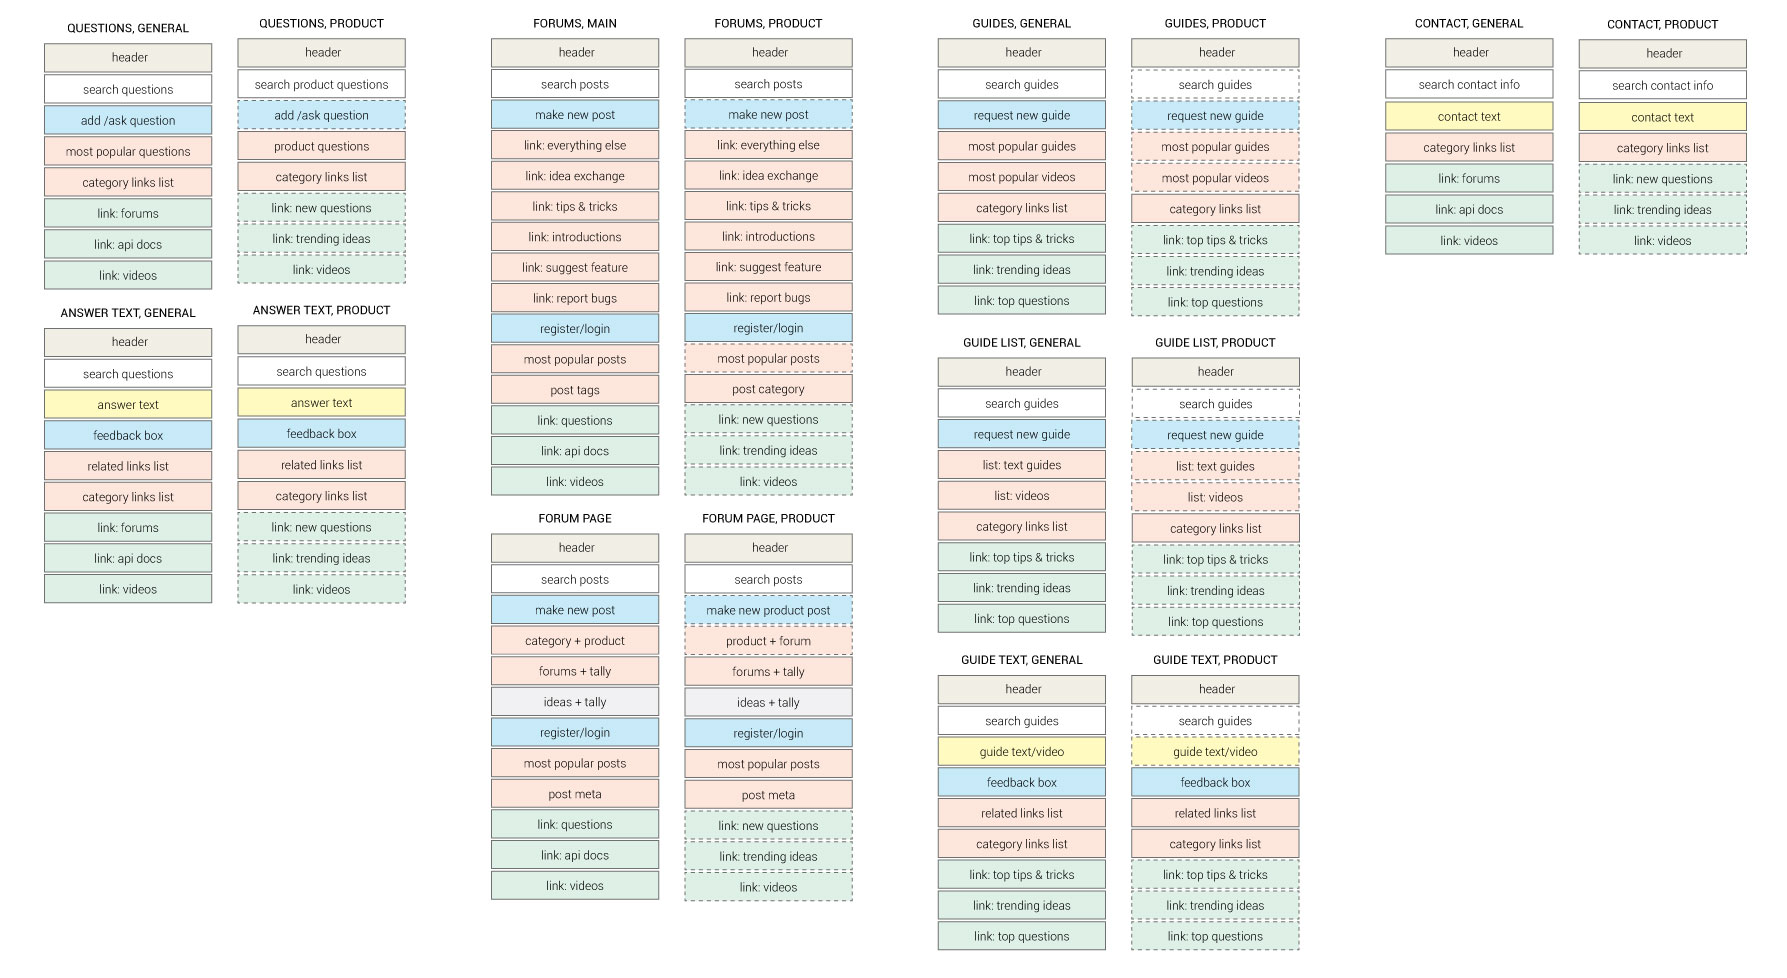 QUESTIONS, GENERAL
header
search questions
add /ask question
most popular questions
category links list
link: forums
link: api docs
link: videos
QUESTIONS, PRODUCT
header
search product questions
add /ask question
product questions
category links list
link: new questions
link: trending ideas
link: videos
ANSWER TEXT, GENERAL
header
search questions
answer text
feedback box
related links list
category links list
link: forums
link: api docs
link: videos
ANSWER TEXT, PRODUCT
header
search questions
answer text
feedback box
related links list
category links list
link: new questions
link: trending ideas
link: videos
FORUMS, MAIN
header
search posts
make new post
link: everything else
link: idea exchange
link: tips & tricks
link: introductions
link: suggest feature
link: report bugs
register/login
most popular posts
post tags
link: questions
link: api docs
link: videos
FORUMS, PRODUCT
header
search posts
make new post
link: everything else
link: idea exchange
link: tips & tricks
link: introductions
link: suggest feature
link: report bugs
register/login
most popular posts
post category
link: new questions
link: trending ideas
link: videos
FORUM PAGE
header
search posts
make new post
category + product
forums + tally
ideas + tally
register/login
most popular posts
post meta
link: questions
link: api docs
link: videos
FORUM PAGE, PRODUCT
header
search posts
make new product post
product + forum
forums + tally
ideas + tally
register/login
most popular posts
post meta
link: new questions
link: trending ideas
link: videos
GUIDES, GENERAL
header
search guides
request new guide
most popular guides
most popular videos
category links list
link: top tips & tricks
link: trending ideas
link: top questions
GUIDES, PRODUCT
header
search guides
request new guide
most popular guides
most popular videos
category links list
link: top tips & tricks
link: trending ideas
link: top questions
GUIDE LIST, GENERAL
header
search guides
request new guide
list: text guides
list: videos
category links list
link: top tips & tricks
link: trending ideas
link: top questions
GUIDE LIST, PRODUCT
header
search guides
request new guide
list: text guides
list: videos
category links list
link: top tips & tricks
link: trending ideas
link: top questions
GUIDE TEXT, GENERAL
header
search guides
guide text/video
feedback box
related links list
category links list
link: top tips & tricks
link: trending ideas
link: top questions
GUIDE TEXT, PRODUCT
header
search guides
guide text/video
feedback box
related links list
category links list
link: top tips & tricks
link: trending ideas
link: top questions
CONTACT, GENERAL
header
search contact info
contact text
category links list
link: forums
link: api docs
link: videos
CONTACT, PRODUCT
header
search contact info
contact text
category links list
link: new questions
link: trending ideas
link: videos